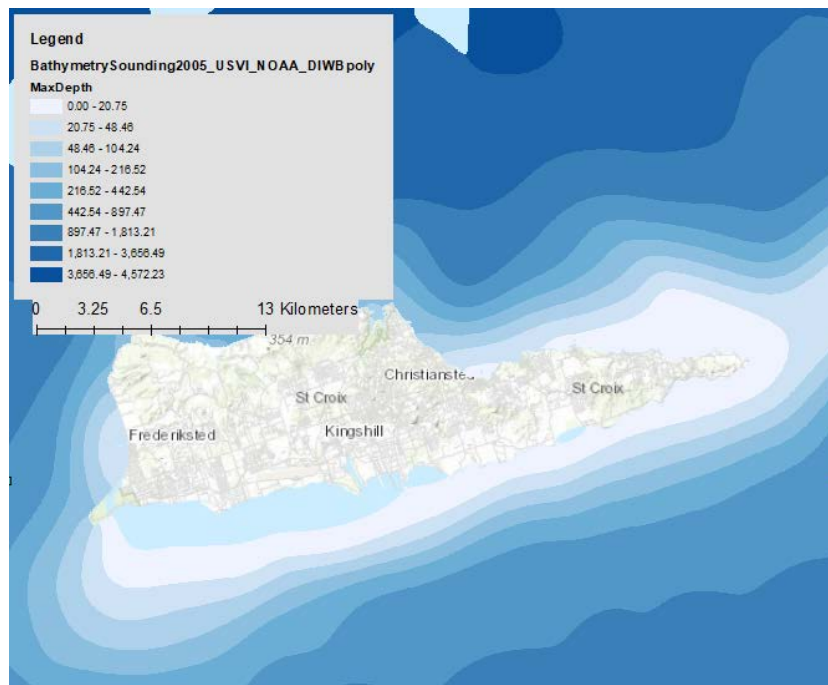 Legend
BathymetrySounding2005_USVI_NOAA_DIWBpoly
MaxDepth
0.00 - 20.75
20.75 - 48.46
48.46 - 104.24
104.24 - 216.52
216.52 - 442.54
442.54 - 897.47
897.47 - 1,813.21
1,813.21 - 3,656.49
3,656.49 - 4,572.23
0 3.25 6.5 13 Kilometers
354 m
Christianste
St Croix
St Croix
Frederiksted
Kingshill